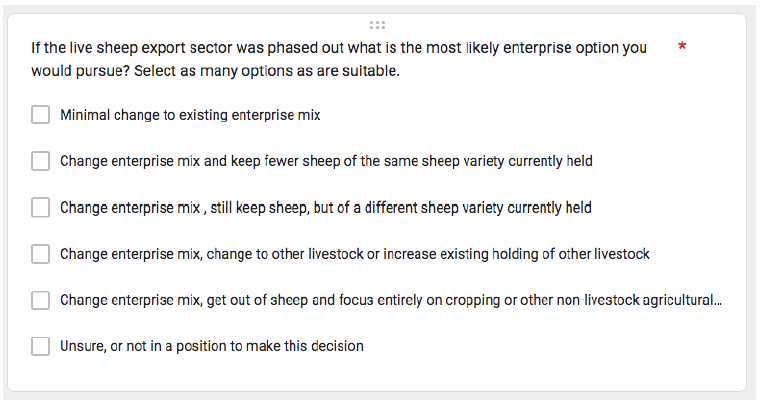 If the live sheep export sector was phased out what is the most likely enterprise option you *
would pursue? Select as many options as are suitable.
Minimal change to existing enterprise mix
Change enterprise mix and keep fewer sheep of the same sheep variety currently held
Change enterprise mix , still keep sheep, but of a different sheep variety currently held
Change enterprise mix, change to other livestock or increase existing holding of other livestock
Change enterprise mix, get out of sheep and focus entirely on cropping or other non-livestock agricultural...
Unsure, or not in a position to make this decision